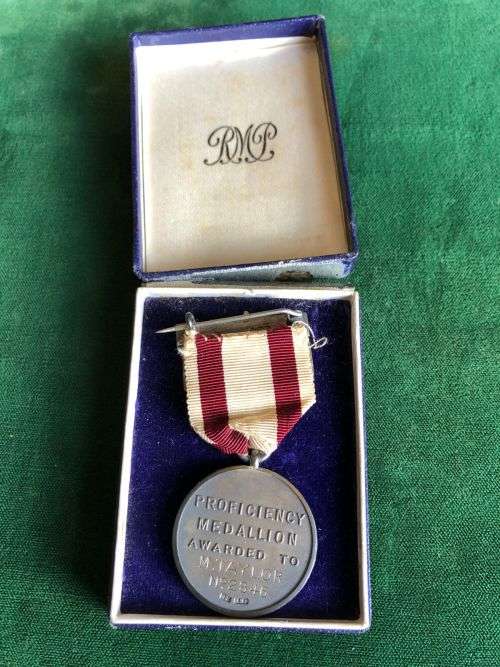 RMP
PROFICIENCY
MEDALLION
AWARDED TO
M. TAYLOR